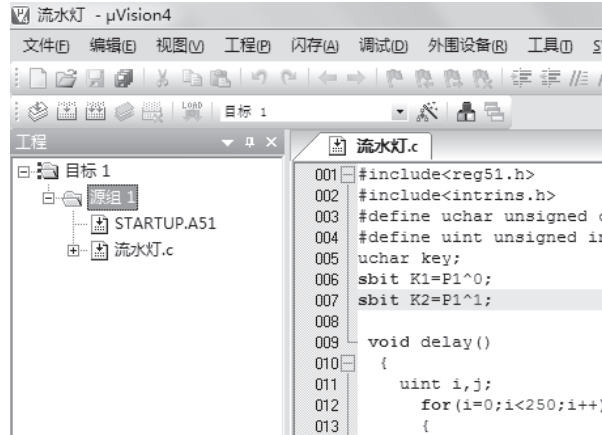 流水灯 - μVision4
文件(F) 编辑(E) 视图(V) 工程(P) 闪存(A) 调试(D) 外围设备(R) 工具(T) S
LOAD 目标 1
工程
流水灯.c
目标 1
源组 1
STARTUP.A51
流水灯.c
001 #include<reg51.h>
002 #include<intrins.h>
003 #define uchar unsigned
004 #define uint unsigned
005 uchar key;
006 sbit K1=P1^0;
007 sbit K2=P1^1;
008
009 void delay()
010 {
011 uint i,j;
012 for(i=0;i<250;i++)
013 {